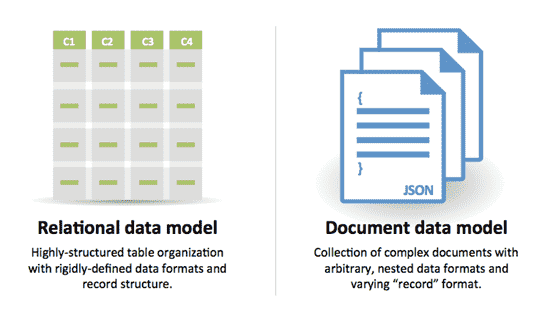 C1 C2 C3 C4
Relational data model
Highly-structured table organization
with rigidly-defined data formats and
record structure.
{
}
JSON
Document data model
Collection of complex documents with
arbitrary, nested data formats and
varying “record” format.